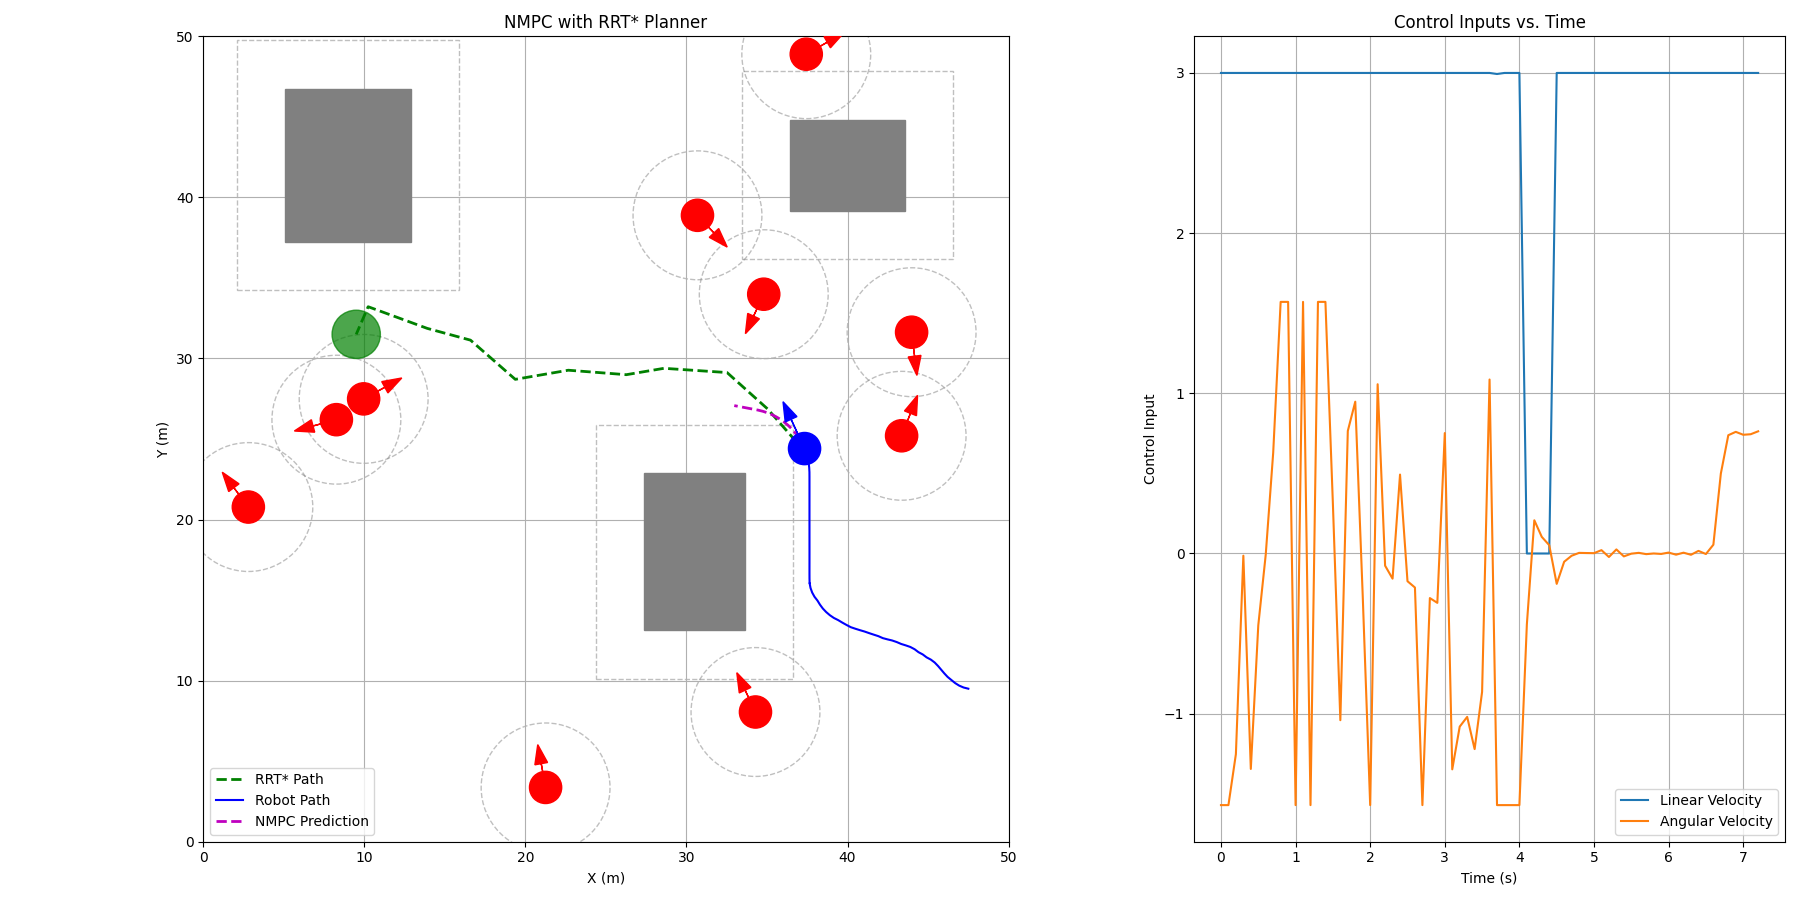 NMPC with RRT* Planner
50
40
30
20
10
0
Y (m)
0 10 20 30 40 50
X (m)
RRT* Path
Robot Path
NMPC Prediction
Control Inputs vs. Time
3
2
1
0
−1
Control Input
0 1 2 3 4 5 6 7
Time (s)
Linear Velocity
Angular Velocity